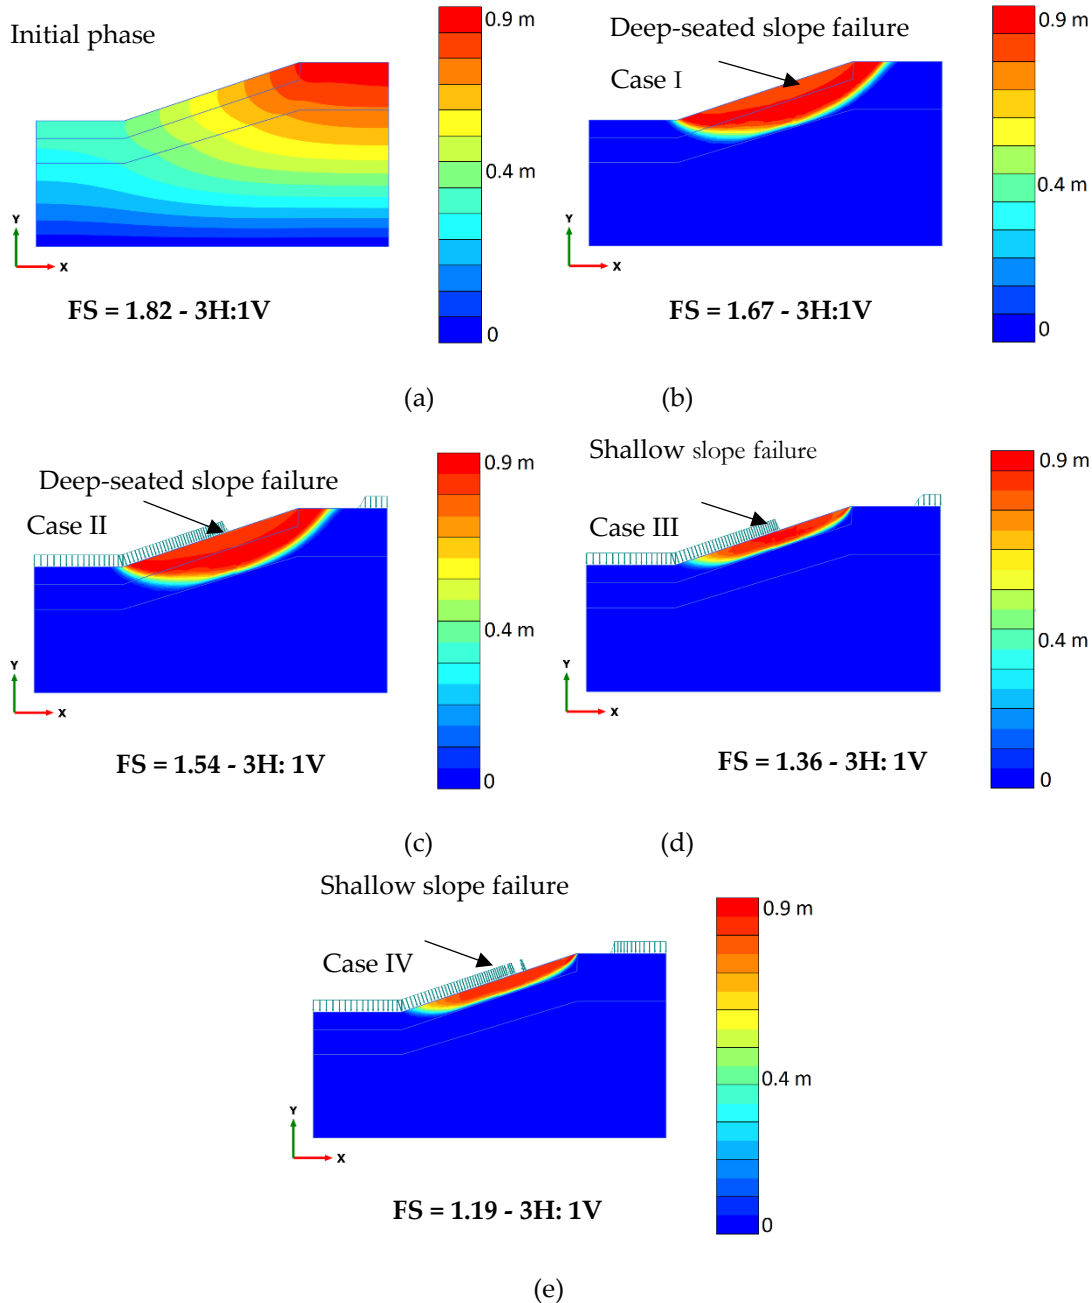 Initial phase
0.9 m
0.4 m
0
Y
X
FS = 1.82 - 3H:1V
(a)
Deep-seated slope failure
Case I
0.9 m
0.4 m
0
Y
X
FS = 1.67 - 3H:1V
(b)
Deep-seated slope failure
Case II
0.9 m
0.4 m
0
Y
X
FS = 1.54 - 3H: 1V
(c)
Shallow slope failure
Case III
0.9 m
0.4 m
0
Y
X
FS = 1.36 - 3H: 1V
(d)
Shallow slope failure
Case IV
0.9 m
0.4 m
0
Y
X
FS = 1.19 - 3H: 1V
(e)